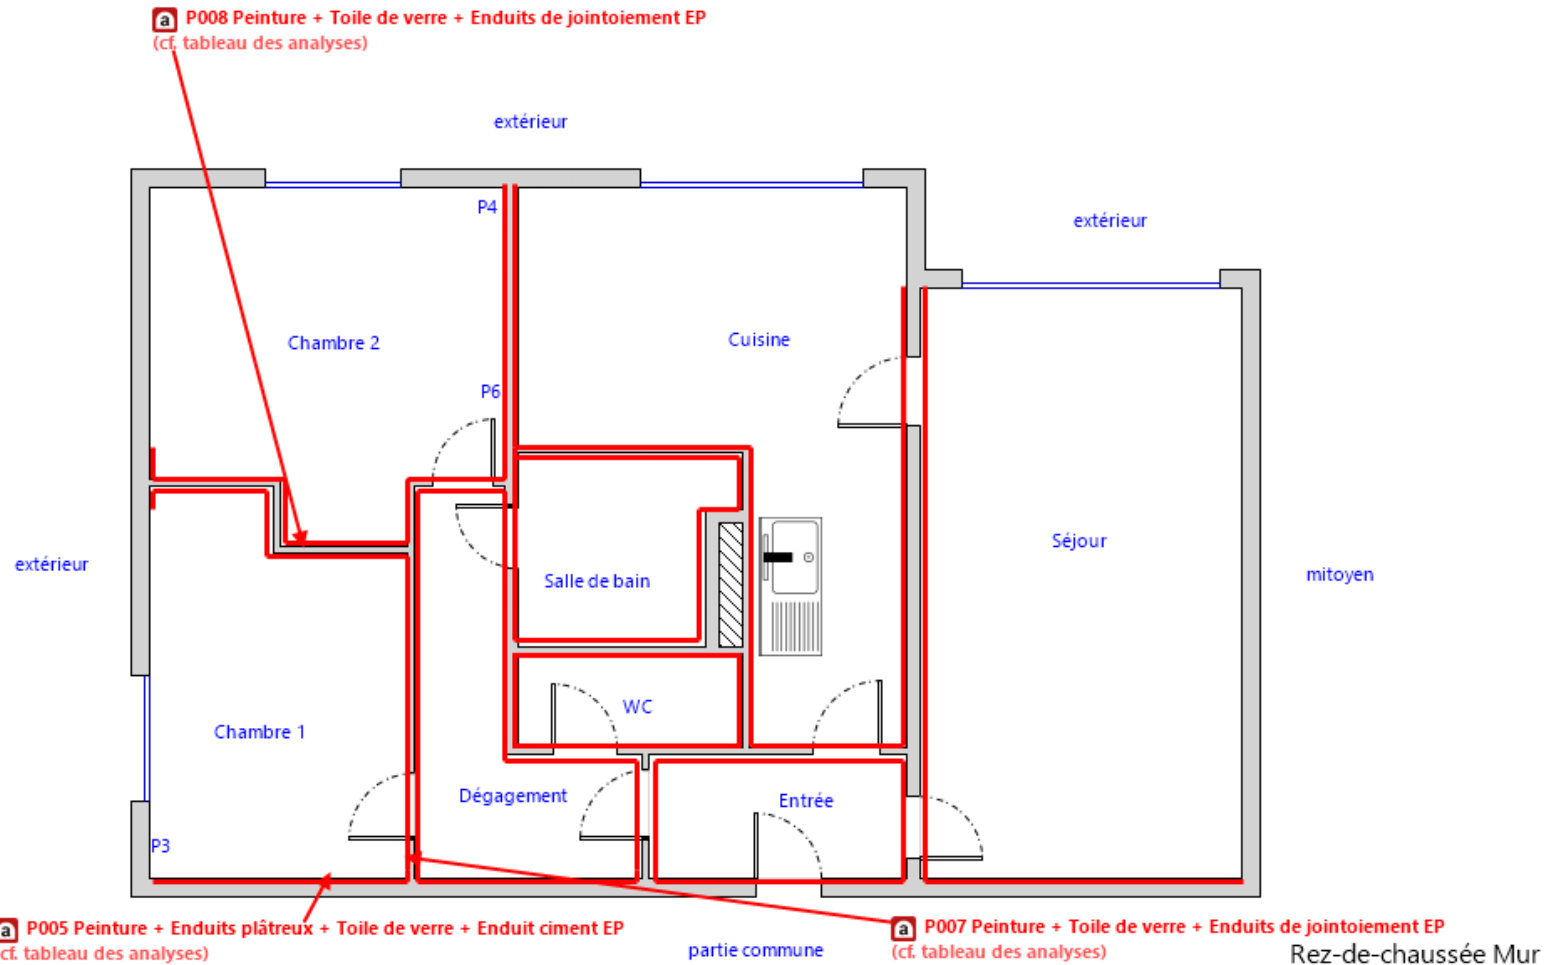 a P008 Peinture + Toile de verre + Enduits de jointoiement EP
(cf. tableau des analyses)
extérieur
P4
extérieur
Chambre 2
Cuisine
P6
Séjour
extérieur
Salle de bain
mitoyen
WC
Chambre 1
Dégagement
Entrée
P3
a P005 Peinture + Enduits plâtreux + Toile de verre + Enduit ciment EP
cf. tableau des analyses)
a P007 Peinture + Toile de verre + Enduits de jointoiement EP
(cf. tableau des analyses)
partie commune
Rez-de-chaussée Mur